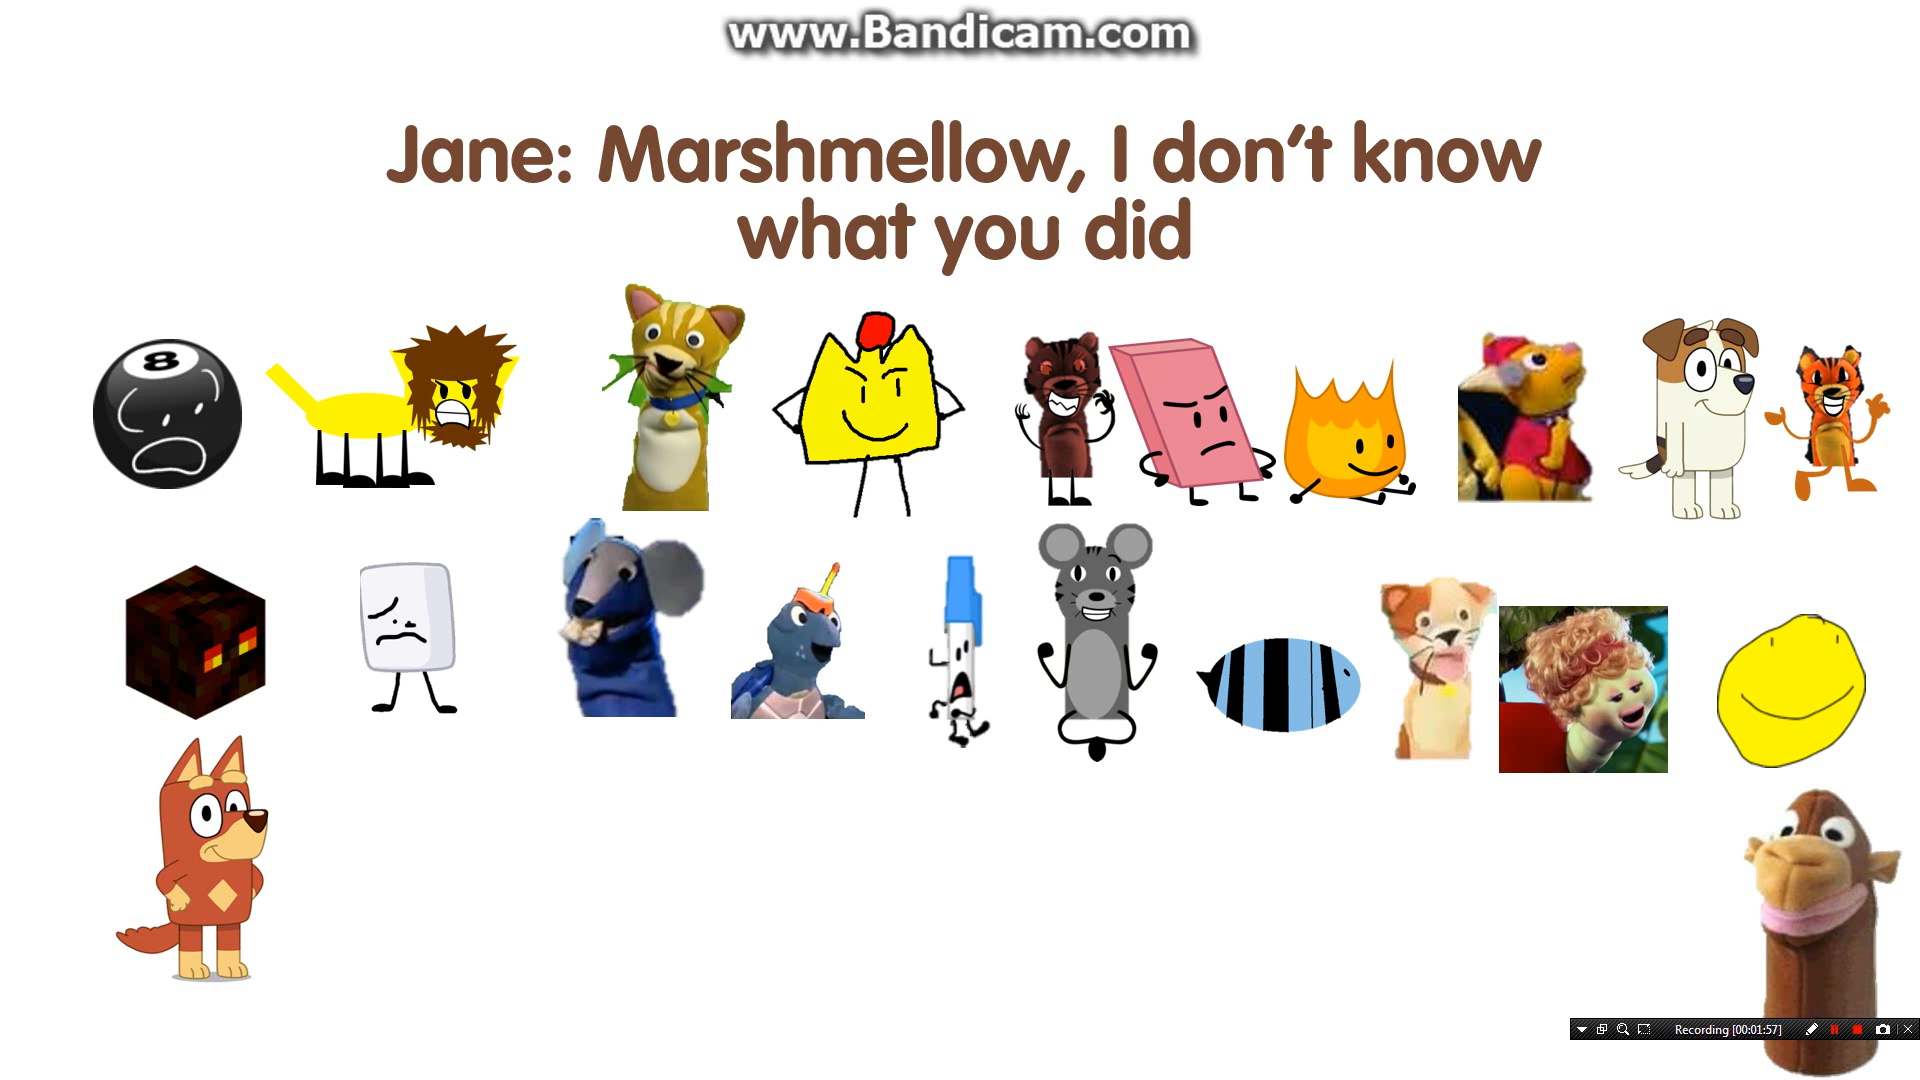 www.Bandicam.com
Jane: Marshmellow, I don't know
what you did
8
Recording [00:01:57]